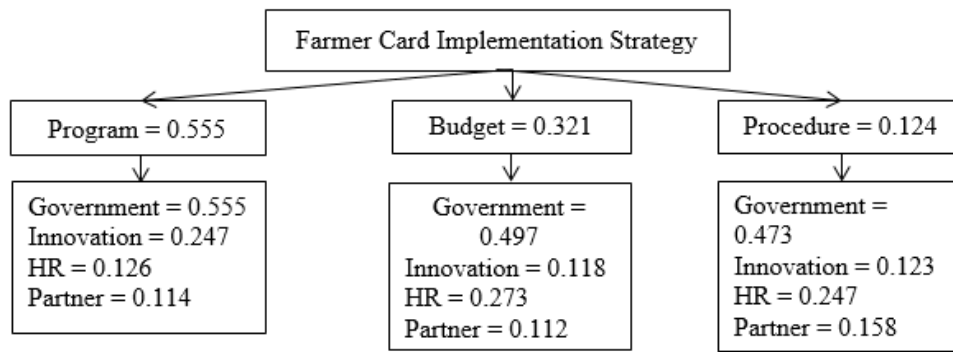 Farmer Card Implementation Strategy
Program = 0.555
Budget = 0.321
Procedure = 0.124
Government = 0.555
Innovation = 0.247
HR = 0.126
Partner = 0.114
Government =
0.497
Innovation = 0.118
HR = 0.273
Partner = 0.112
Government =
0.473
Innovation = 0.123
HR = 0.247
Partner = 0.158